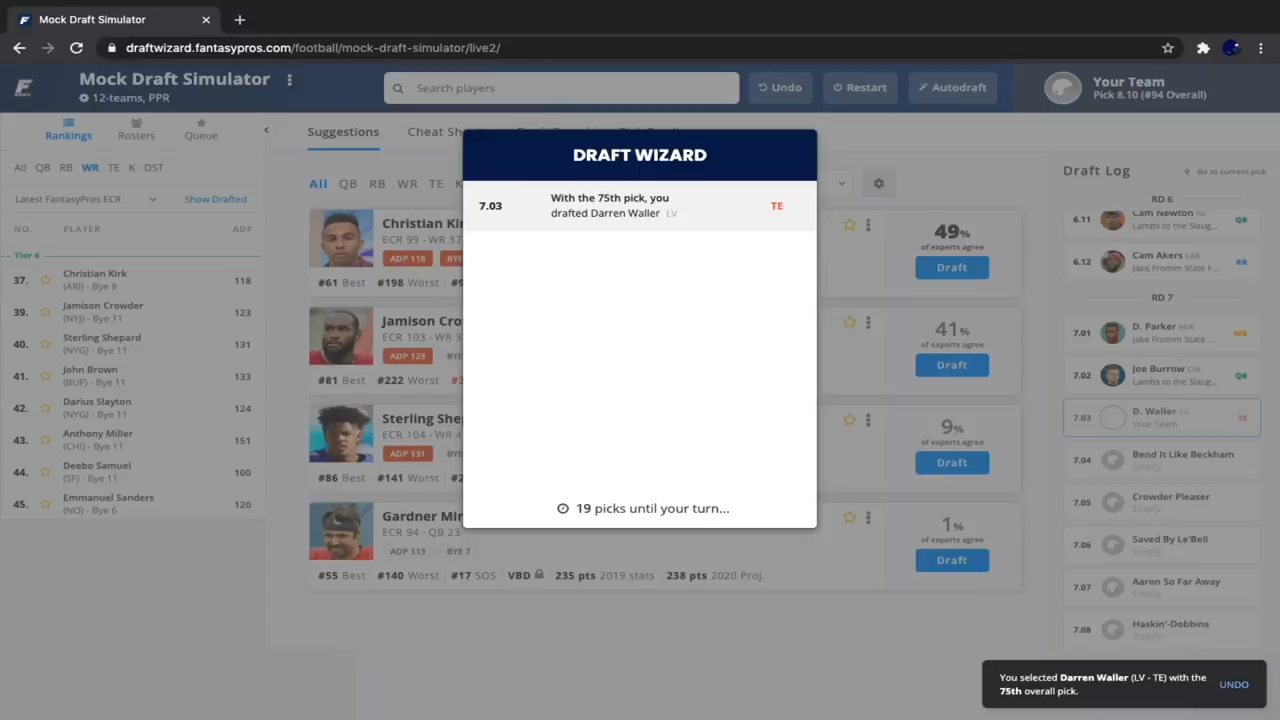 Mock Draft Simulator
draftwizard.fantasypros.com/football/mock-draft-simulator/live2/
Mock Draft Simulator
12-teams, PPR
Search players
Undo
Restart
Autodraft
Your Team
Pick 8.10 (#94 Overall)
Rankings
Rosters
Queue
Suggestions
Cheat Sh
All QB RB WR TE K DST
Latest FantasyPros ECR
Show Drafted
NO. PLAYER ADP
Tier 6
37. Christian Kirk 118
(ARI) - Bye 8
39. Jamison Crowder 123
(NYJ) - Bye 11
40. Sterling Shepard 131
(NYG) - Bye 11
41. John Brown 133
(BUF) - Bye 11
42. Darius Slayton 124
(NYG) - Bye 11
43. Anthony Miller 151
(CHI) - Bye 11
44. Deebo Samuel 100
(SF) - Bye 11
45. Emmanuel Sanders 120
(NO) - Bye 6
All QB RB WR TE K
Christian Ki
ECR 99 - WR 37
ADP 118 BYE
#61 Best #198 Worst
49%
of experts agree
Draft
Jamison Cro
ECR 103 - WR 3
ADP 123 BYE
#81 Best #222 Worst
41%
of experts agree
Draft
Sterling She
ECR 104 - WR 4
ADP 131 BYE
#86 Best #141 Worst
9%
of experts agree
Draft
Gardner Mi
ECR 94 - QB 23
ADP 113 BYE 7
#55 Best #140 Worst #17 SOS VBD 235 pts 2019 stats 238 pts 2020 Proj.
1%
of experts agree
Draft
DRAFT WIZARD
7.03 With the 75th pick, you TE
drafted Darren Waller LV
19 picks until your turn...
Draft Log
Go to current pick
RD 6
6.11 Cam Newton NE QB
Lambs to the Slaug...
6.12 Cam Akers LAR RB
Jake Fromm State F...
RD 7
7.01 D. Parker MIA WR
Jake Fromm State ...
7.02 Joe Burrow CIN QB
Lambs to the Slaug...
7.03 D. Waller LV TE
Your Team
7.04 Bend It Like Beckham
Empty
7.05 Crowder Pleaser
Empty
7.06 Saved By Le'Bell
Empty
7.07 Aaron So Far Away
Empty
7.08 Haskin'-Dobbins
Empty
You selected Darren Waller (LV - TE) with the
75th overall pick.
UNDO